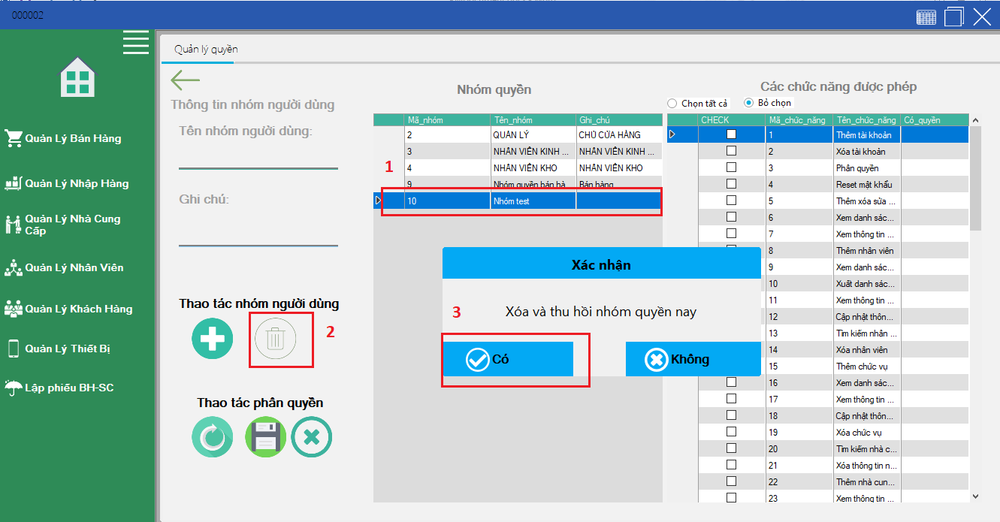 000002
Quản Lý Bán Hàng
Quản Lý Nhập Hàng
Quản Lý Nhà Cung
Cấp
Quản Lý Nhân Viên
Quản Lý Khách Hàng
Quản Lý Thiết Bị
Lập phiếu BH-SC
Quản lý quyền
Thông tin nhóm người dùng
Tên nhóm người dùng:
Ghi chú:
Thao tác nhóm người dùng
2
Thao tác phân quyền
Nhóm quyền
Mã_nhóm Tên_nhóm Ghi_chú
2 QUẢN LÝ CHỦ CỬA HÀNG
3 NHÂN VIÊN KINH ... NHÂN VIÊN KINH ...
4 NHÂN VIÊN KHO NHÂN VIÊN KHO
9 Nhóm quyền bán hà Bán hàng
10 Nhóm test
1
Xác nhận
Xóa và thu hồi nhóm quyền nay
3
Có
Không
Các chức năng được phép
Chọn tất cả Bỏ chọn
CHECK Mã_chức_năng Tên_chức_năng Có_quyền
1 Thêm tài khoản
2 Xóa tài khoản
3 Phân quyền
4 Reset mật khẩu
5 Thêm xóa sửa ...
6 Xem danh sác...
7 Xem thông tin ...
8 Thêm nhân viên
9 Xem danh sác...
10 Xuất danh sác...
11 Xem thông tin ...
12 Cập nhật thôn...
13 Tìm kiếm nhân ...
14 Xóa nhân viên
15 Thêm chức vụ
16 Xem danh sác...
17 Xem thông tin ...
18 Cập nhật thôn...
19 Xóa chức vụ
20 Tìm kiếm nhà c...
21 Xóa thông tin n...
22 Thêm nhà cun...
23 Xem thông tin ...